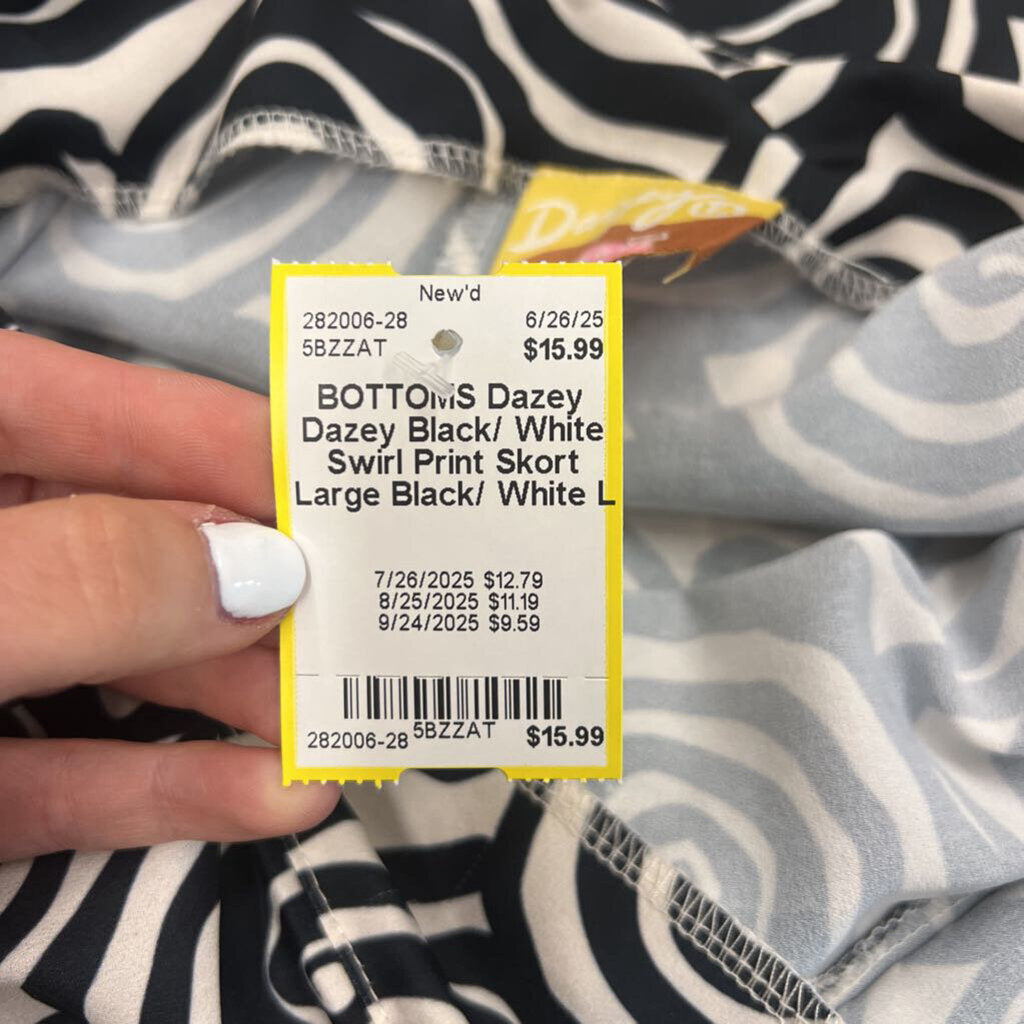 New'd
282006-28 6/26/25
5BZZAT $15.99
BOTTOMS Dazey
Dazey Black/ White
Swirl Print Skort
Large Black/ White L
7/26/2025 $12.79
8/25/2025 $11.19
9/24/2025 $9.59
282006-28 5BZZAT $15.99